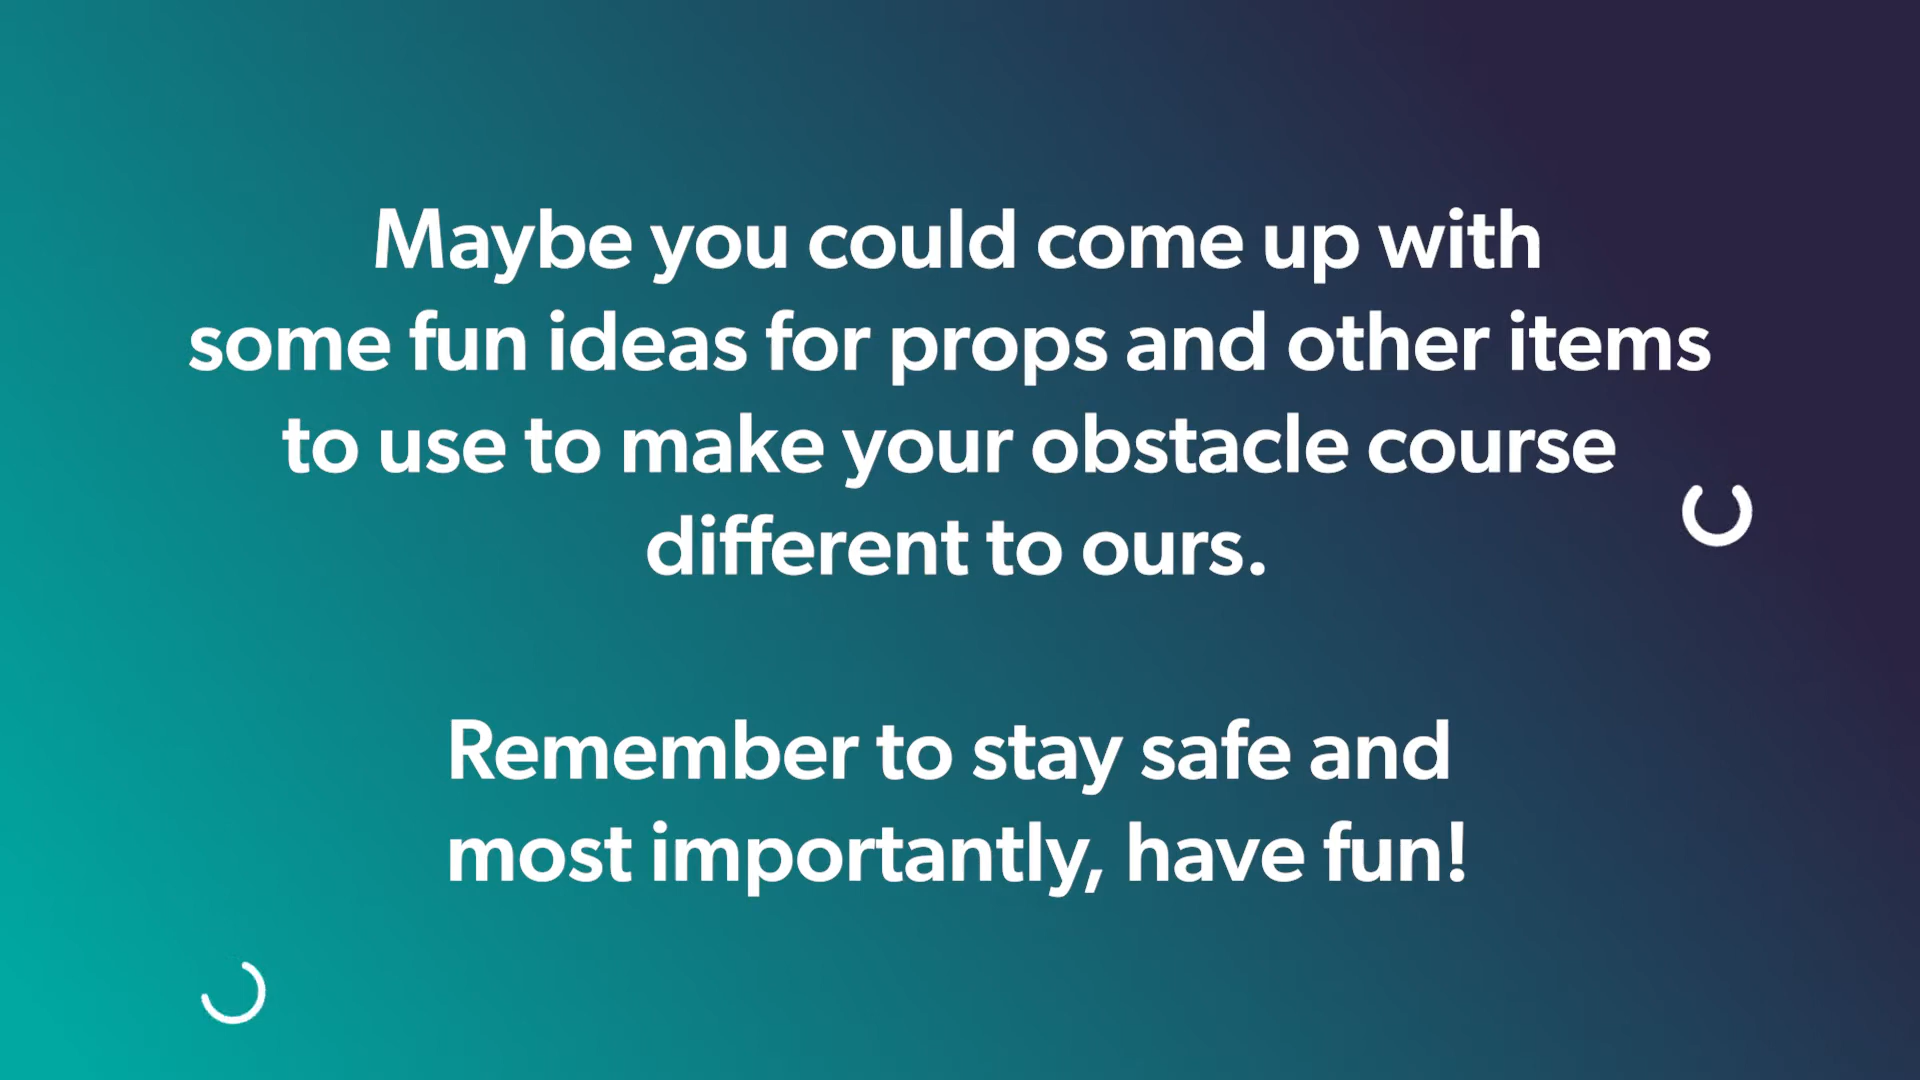 Maybe you could come up with
some fun ideas for props and other items
to use to make your obstacle course
different to ours.
Remember to stay safe and
most importantly, have fun!